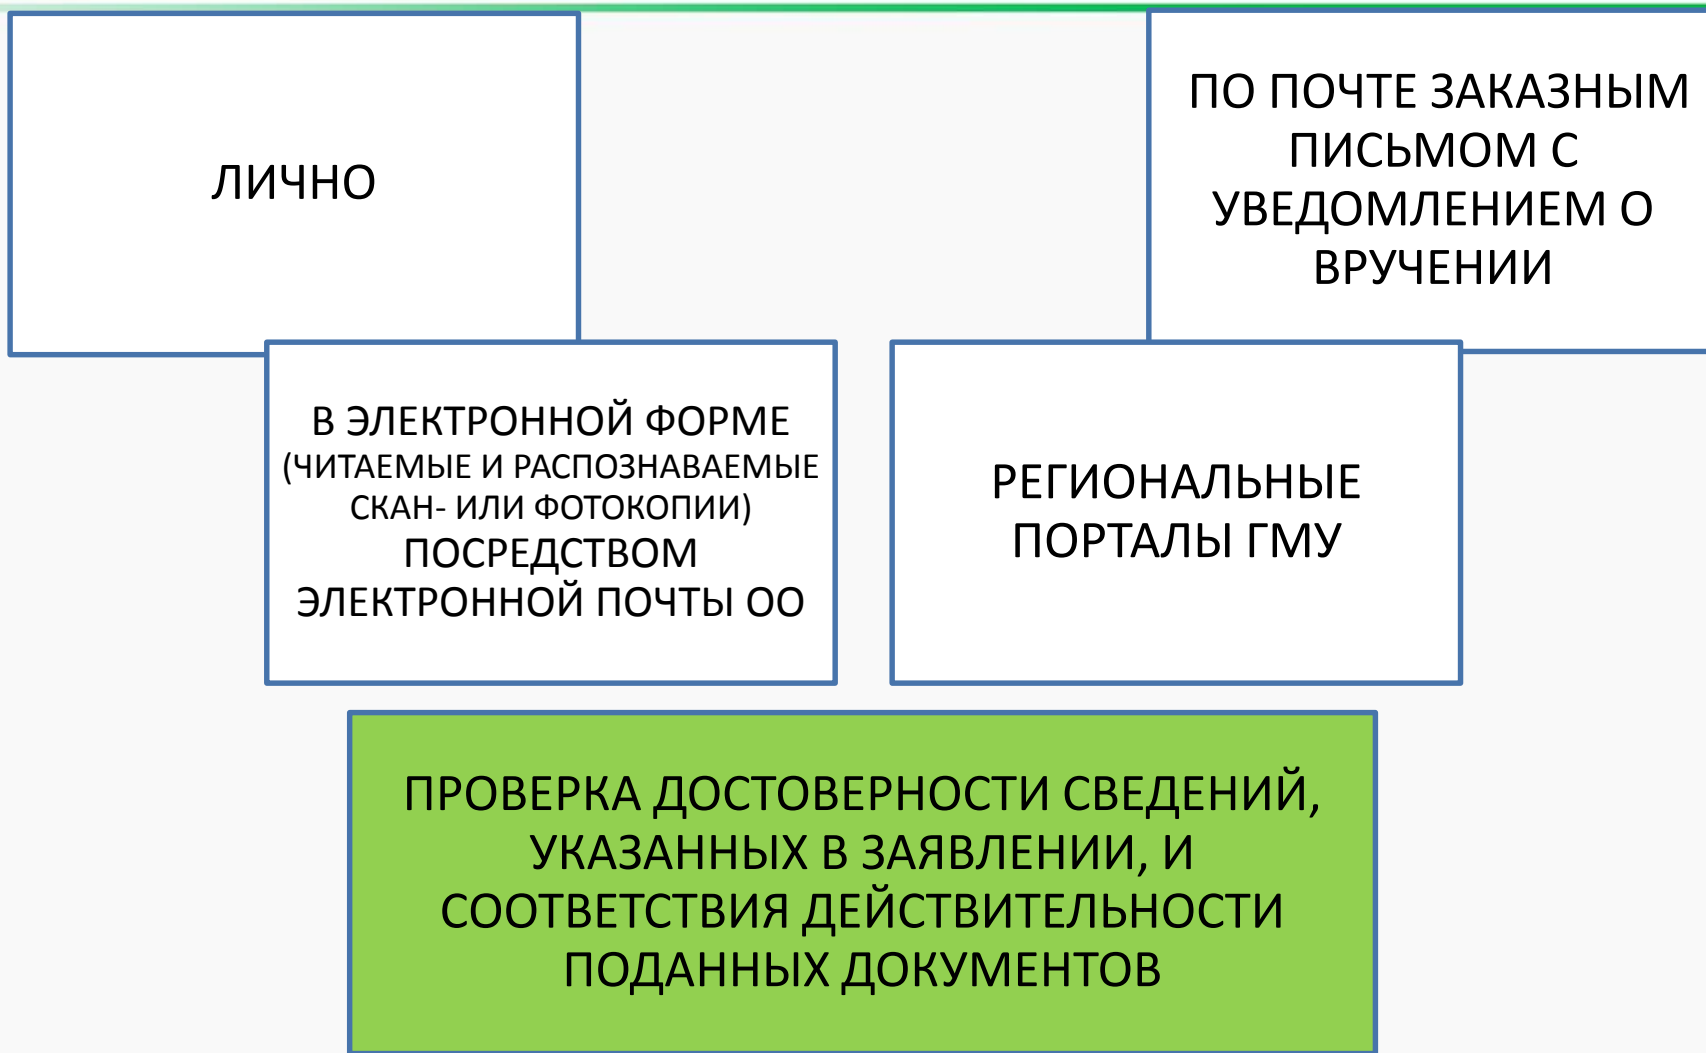 ЛИЧНО
ПО ПОЧТЕ ЗАКАЗНЫМ
ПИСЬМОМ С
УВЕДОМЛЕНИЕМ О
ВРУЧЕНИИ
В ЭЛЕКТРОННОЙ ФОРМЕ
(ЧИТАЕМЫЕ И РАСПОЗНАВАЕМЫЕ
СКАН- ИЛИ ФОТОКОПИИ)
ПОСРЕДСТВОМ
ЭЛЕКТРОННОЙ ПОЧТЫ ОО
РЕГИОНАЛЬНЫЕ
ПОРТАЛЫ ГМУ
ПРОВЕРКА ДОСТОВЕРНОСТИ СВЕДЕНИЙ,
УКАЗАННЫХ В ЗАЯВЛЕНИИ, И
СООТВЕТСТВИЯ ДЕЙСТВИТЕЛЬНОСТИ
ПОДАННЫХ ДОКУМЕНТОВ